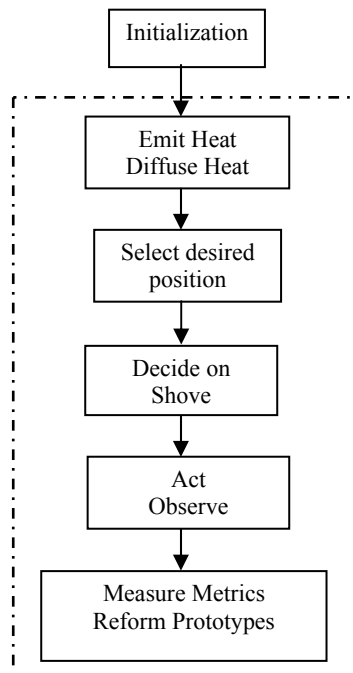 Initialization
Emit Heat
Diffuse Heat
Select desired
position
Decide on
Shove
Act
Observe
Measure Metrics
Reform Prototypes